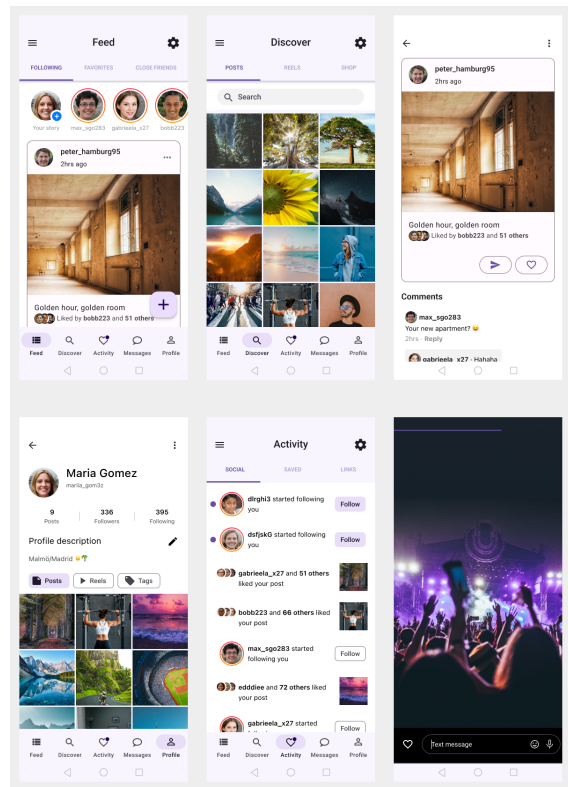 Feed
FOLLOWING
FAVORITES
CLOSE FRIENDS
Your story
max_sgo283
gabrieela_x27
bobb223
peter_hamburg95
2hrs ago
Golden hour, golden room
Liked by bobb223 and 51 others
Feed
Discover
Activity
Messages
Profile
Discover
POSTS
REELS
SHOP
Search
Feed
Discover
Activity
Messages
Profile
peter_hamburg95
2hrs ago
Golden hour, golden room
Liked by bobb223 and 51 others
Comments
max_sgo283
Your new apartment? 😄
2hrs · Reply
gabrieela_x27 · Hahaha
Maria Gomez
mariia_gom3z
9
Posts
336
Followers
395
Following
Profile description
Malmö/Madrid 😄🌴
Posts
Reels
Tags
Feed
Discover
Activity
Messages
Profile
Activity
SOCIAL
SAVED
LINKS
dlrghi3 started following
you
Follow
dsfjskG started following
you
Follow
gabrieela_x27 and 51 others
liked your post
bobb223 and 66 others liked
your post
max_sgo283 started
following you
Follow
edddiee and 72 others liked
your post
gabrieela_x27 started
Follow
Feed
Discover
Activity
Messages
Profile
Text message